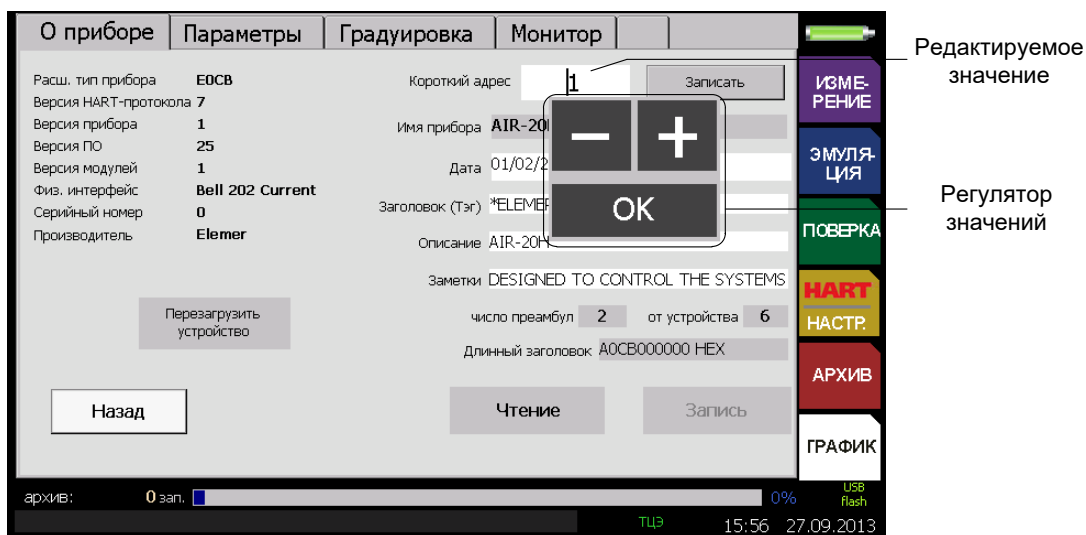 О приборе Параметры Градуировка Монитор
Редактируемое
значение
Расш. тип прибора E0CB
Короткий адрес 1 Записать
ИЗМЕ-
РЕНИЕ
Версия HART-протокола 7
Версия прибора 1
Имя прибора AIR-20
Версия ПО 25
ЭМУЛЯ-
ЦИЯ
Версия модулей 1
Дата 01/02/2
Физ. интерфейс Bell 202 Current
Серийный номер 0
Заголовок (Тэг) *ELEMER
− +
OK
Регулятор
значений
Производитель Elemer
Описание AIR-20H
ПОВЕРКА
Заметки DESIGNED TO CONTROL THE SYSTEMS
HART
НАСТР.
Перезагрузить
устройство
число преамбул 2 от устройства 6
Длинный заголовок A0CB000000 HEX
АРХИВ
Назад Чтение Запись
ГРАФИК
архив: 0 зап. 0%
USB
flash
ТЦЭ 15:56 27.09.2013